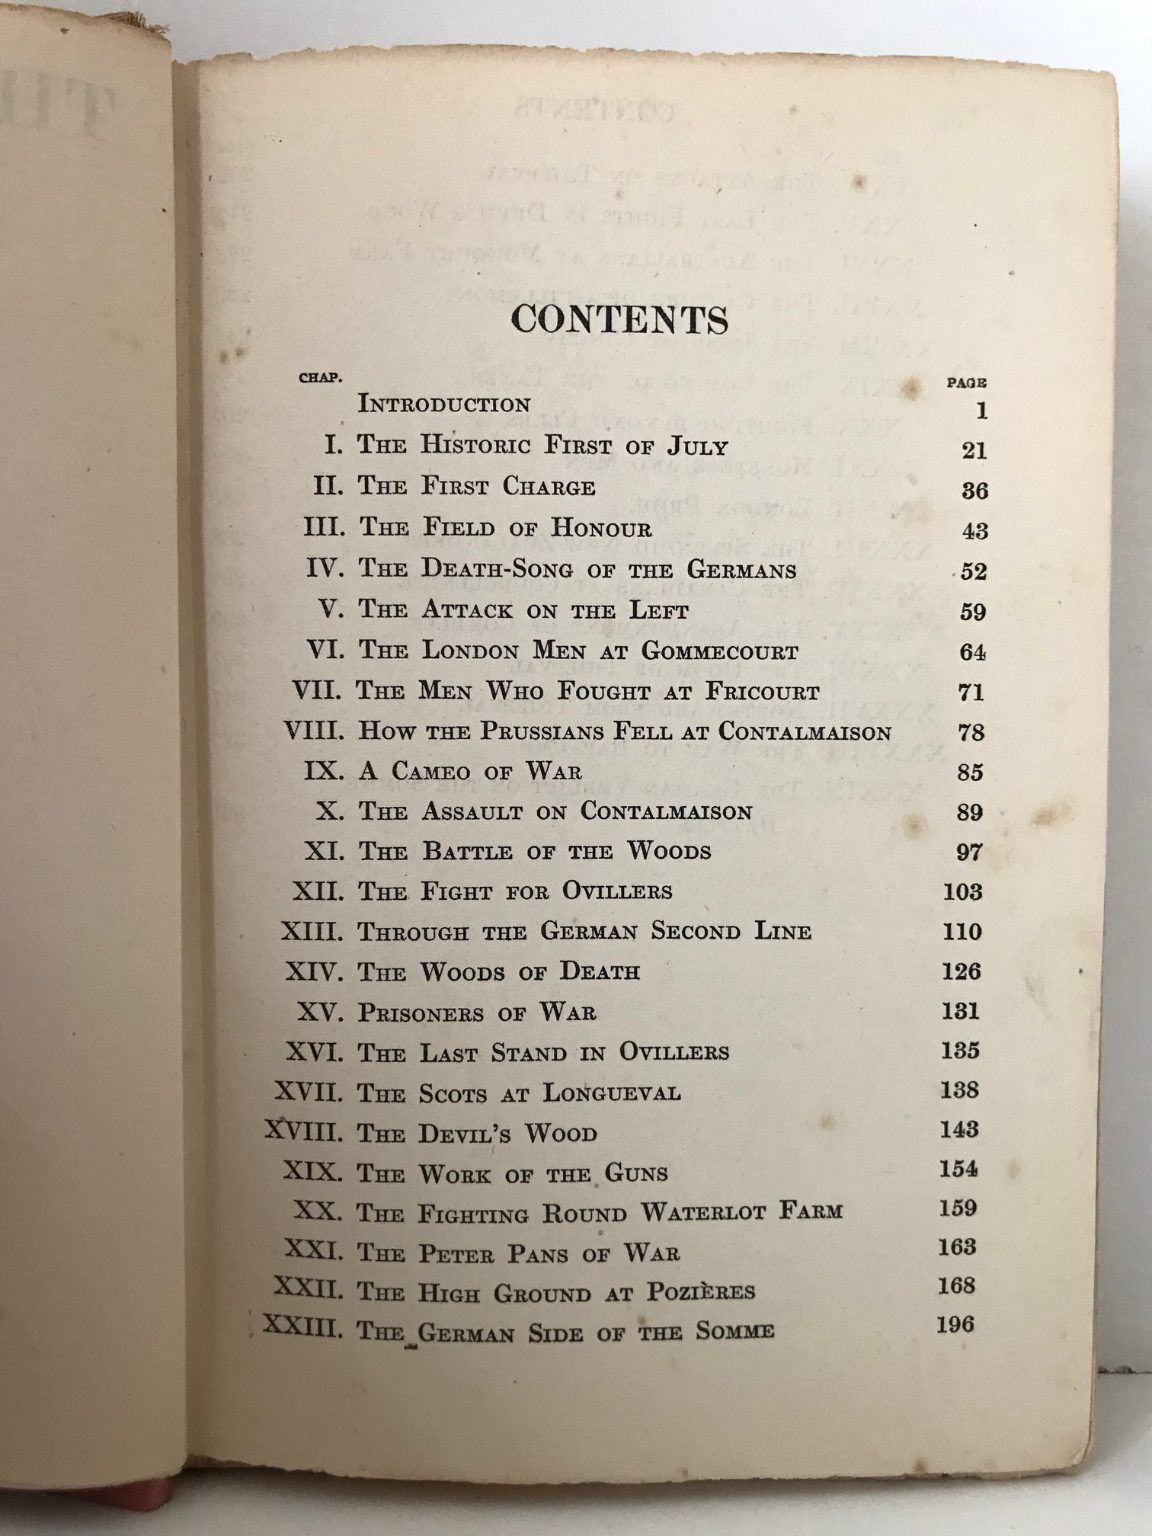 CONTENTS
CHAP. PAGE
INTRODUCTION 1
I. THE HISTORIC FIRST OF JULY 21
II. THE FIRST CHARGE 36
III. THE FIELD OF HONOUR 43
IV. THE DEATH-SONG OF THE GERMANS 52
V. THE ATTACK ON THE LEFT 59
VI. THE LONDON MEN AT GOMMECOURT 64
VII. THE MEN WHO FOUGHT AT FRICOURT 71
VIII. HOW THE PRUSSIANS FELL AT CONTALMAISON 78
IX. A CAMEO OF WAR 85
X. THE ASSAULT ON CONTALMAISON 89
XI. THE BATTLE OF THE WOODS 97
XII. THE FIGHT FOR OVILLERS 103
XIII. THROUGH THE GERMAN SECOND LINE 110
XIV. THE WOODS OF DEATH 126
XV. PRISONERS OF WAR 131
XVI. THE LAST STAND IN OVILLERS 135
XVII. THE SCOTS AT LONGUEVAL 138
XVIII. THE DEVIL'S WOOD 143
XIX. THE WORK OF THE GUNS 154
XX. THE FIGHTING ROUND WATERLOT FARM 159
XXI. THE PETER PANS OF WAR 163
XXII. THE HIGH GROUND AT POZIÈRES 168
XXIII. THE GERMAN SIDE OF THE SOMME 196